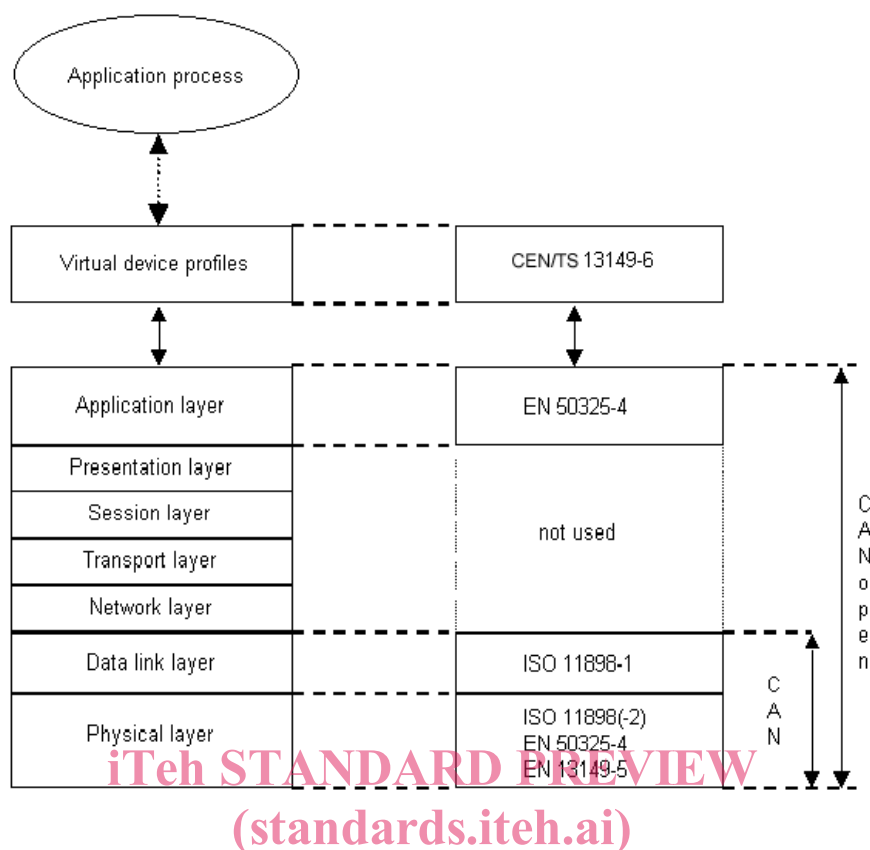 Application process
Virtual device profiles
CEN/TS 13149-6
Application layer
EN 50325-4
Presentation layer
Session layer
Transport layer
Network layer
not used
Data link layer
ISO 11898-1
Physical layer
ISO 11898(-2)
EN 50325-4
EN 13149-5
CAN
CANopen
iTeh STANDARD PREVIEW
(standards.iteh.ai)